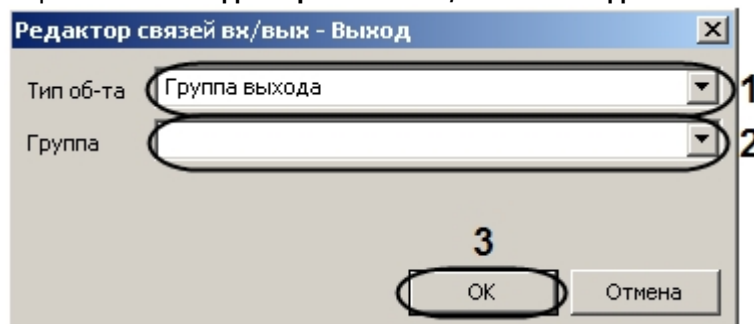 Редактор связей вх/вых - Выход
Тип об-та Группа выхода 1
Группа 2
3
OK Отмена